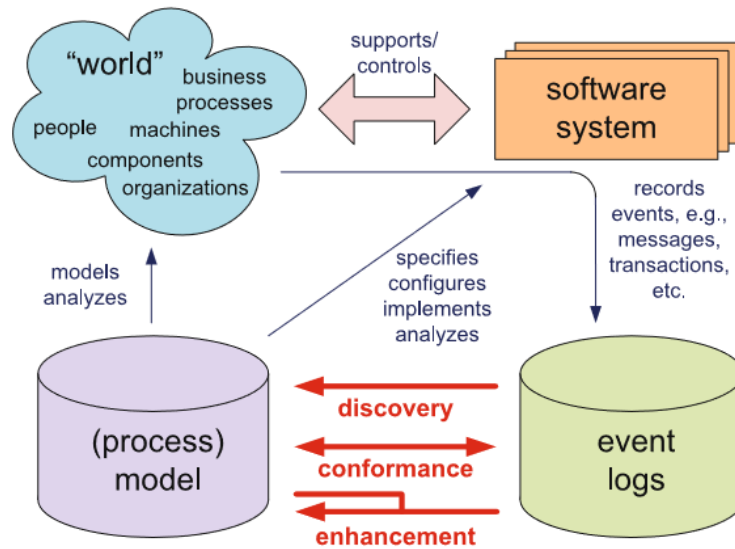 “world”
business
processes
people
machines
components
organizations
supports/
controls
software
system
records
events, e.g.,
messages,
transactions,
etc.
models
analyzes
specifies
configures
implements
analyzes
(process)
model
discovery
conformance
enhancement
event
logs